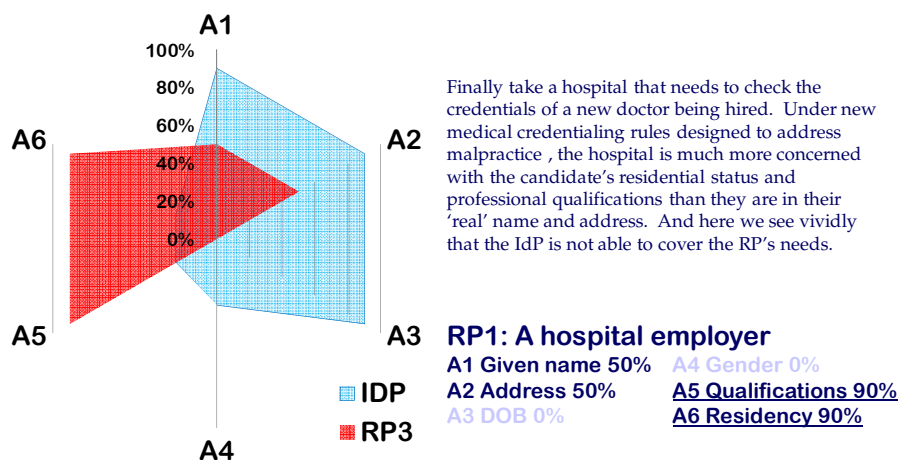 A1
100%
80%
60%
40%
20%
0%
A6
A2
A5
A3
A4
IDP
RP3
Finally take a hospital that needs to check the
credentials of a new doctor being hired. Under new
medical credentialing rules designed to address
malpractice , the hospital is much more concerned
with the candidate's residential status and
professional qualifications than they are in their
'real' name and address. And here we see vividly
that the IdP is not able to cover the RP's needs.
RP1: A hospital employer
A1 Given name 50% A4 Gender 0%
A2 Address 50% A5 Qualifications 90%
A3 DOB 0% A6 Residency 90%